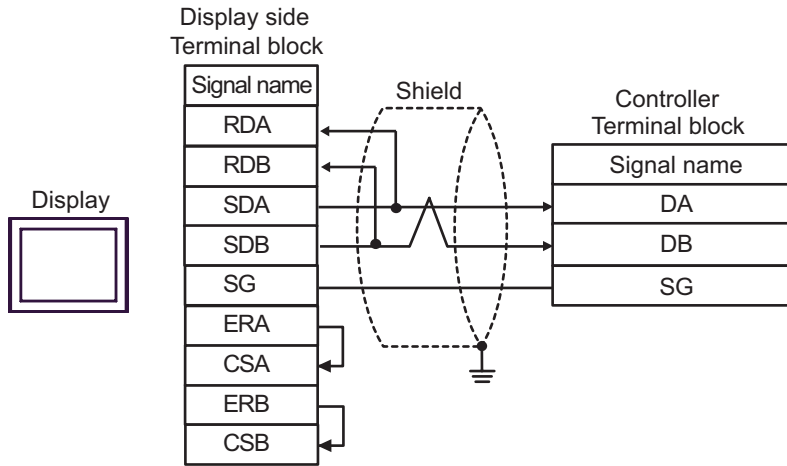 Display side
Terminal block
Signal name
RDA
RDB
SDA
SDB
SG
ERA
CSA
ERB
CSB
Display
Shield
Controller
Terminal block
Signal name
DA
DB
SG